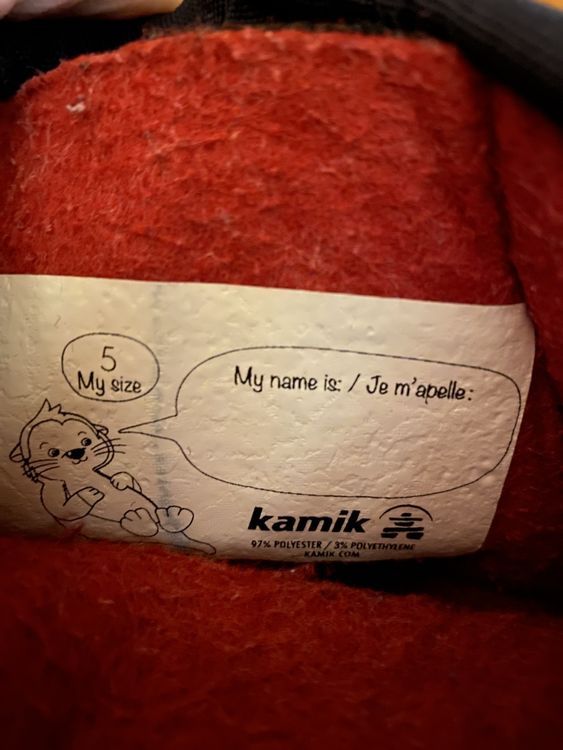 5
My size
My name is: / Je m'apelle:
kamik
97% POLYESTER / 3% POLYETHYLENE
KAMIK.COM